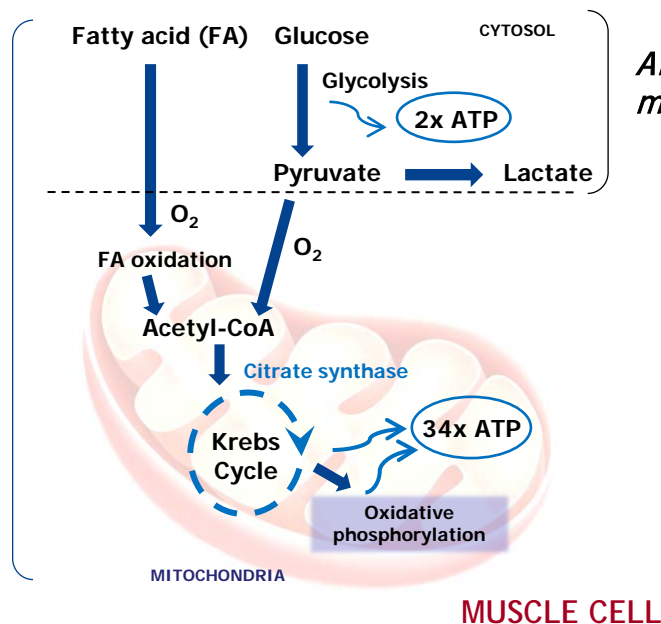 Fatty acid (FA) Glucose
CYTOSOL
Glycolysis
2x ATP
Pyruvate
Lactate
O₂
O₂
FA oxidation
Acetyl-CoA
Citrate synthase
34x ATP
Krebs
Cycle
Oxidative
phosphorylation
MITOCHONDRIA
MUSCLE CELL